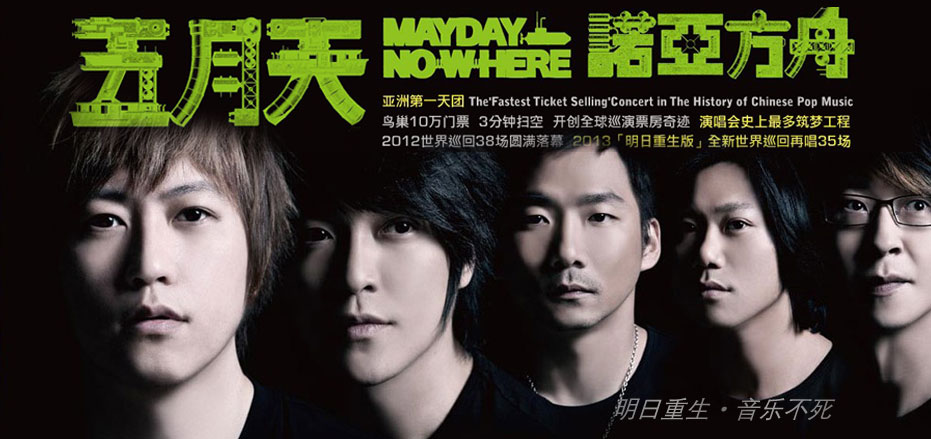 五月天 MAYDAY NOWHERE 諾亞方舟
亚洲第一天团 The"Fastest Ticket Selling"Concert in The History of Chinese Pop Music
鸟巢10万门票 3分钟扫空 开创全球巡演票房奇迹 演唱会史上最多筑梦工程
2012世界巡回38场圆满落幕 2013「明日重生版」全新世界巡回再唱35场
明日重生·音乐不死